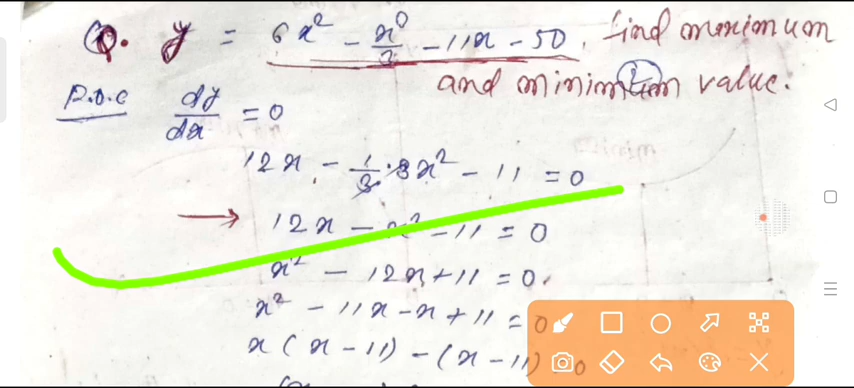 Q. y = 6x² - x³/3 - 11x - 50, find maximum
and minimum value.
P.o.c dy/dx = 0
12x - 1/3 · 3x² - 11 = 0
→ 12x - x² - 11 = 0
x² - 12x + 11 = 0
x² - 11x - x + 11 = 0
x(x - 11) - (x - 11) = 0